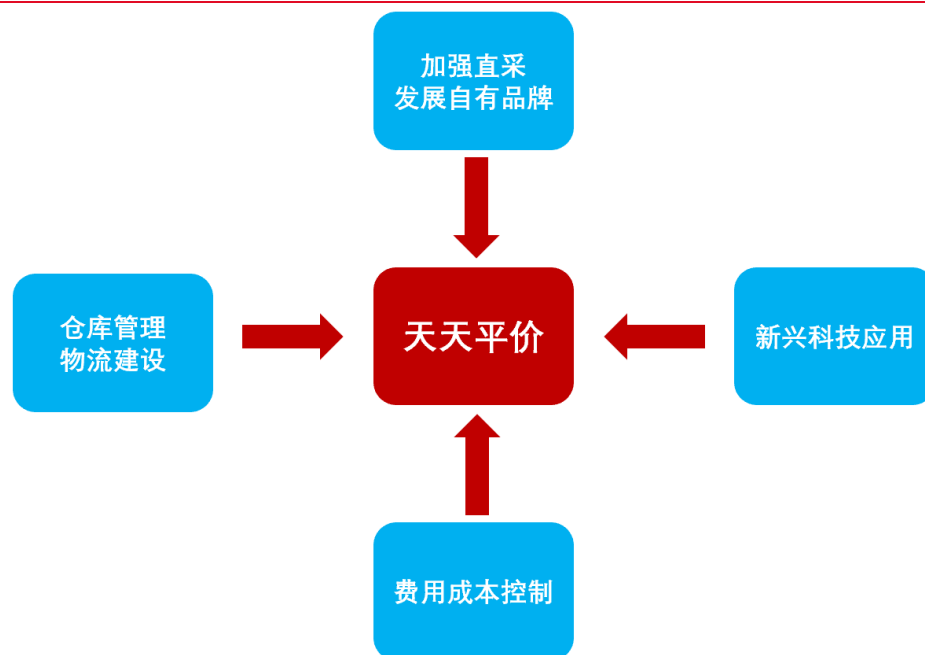 加强直采
发展自有品牌
仓库管理
物流建设
天天平价
新兴科技应用
费用成本控制